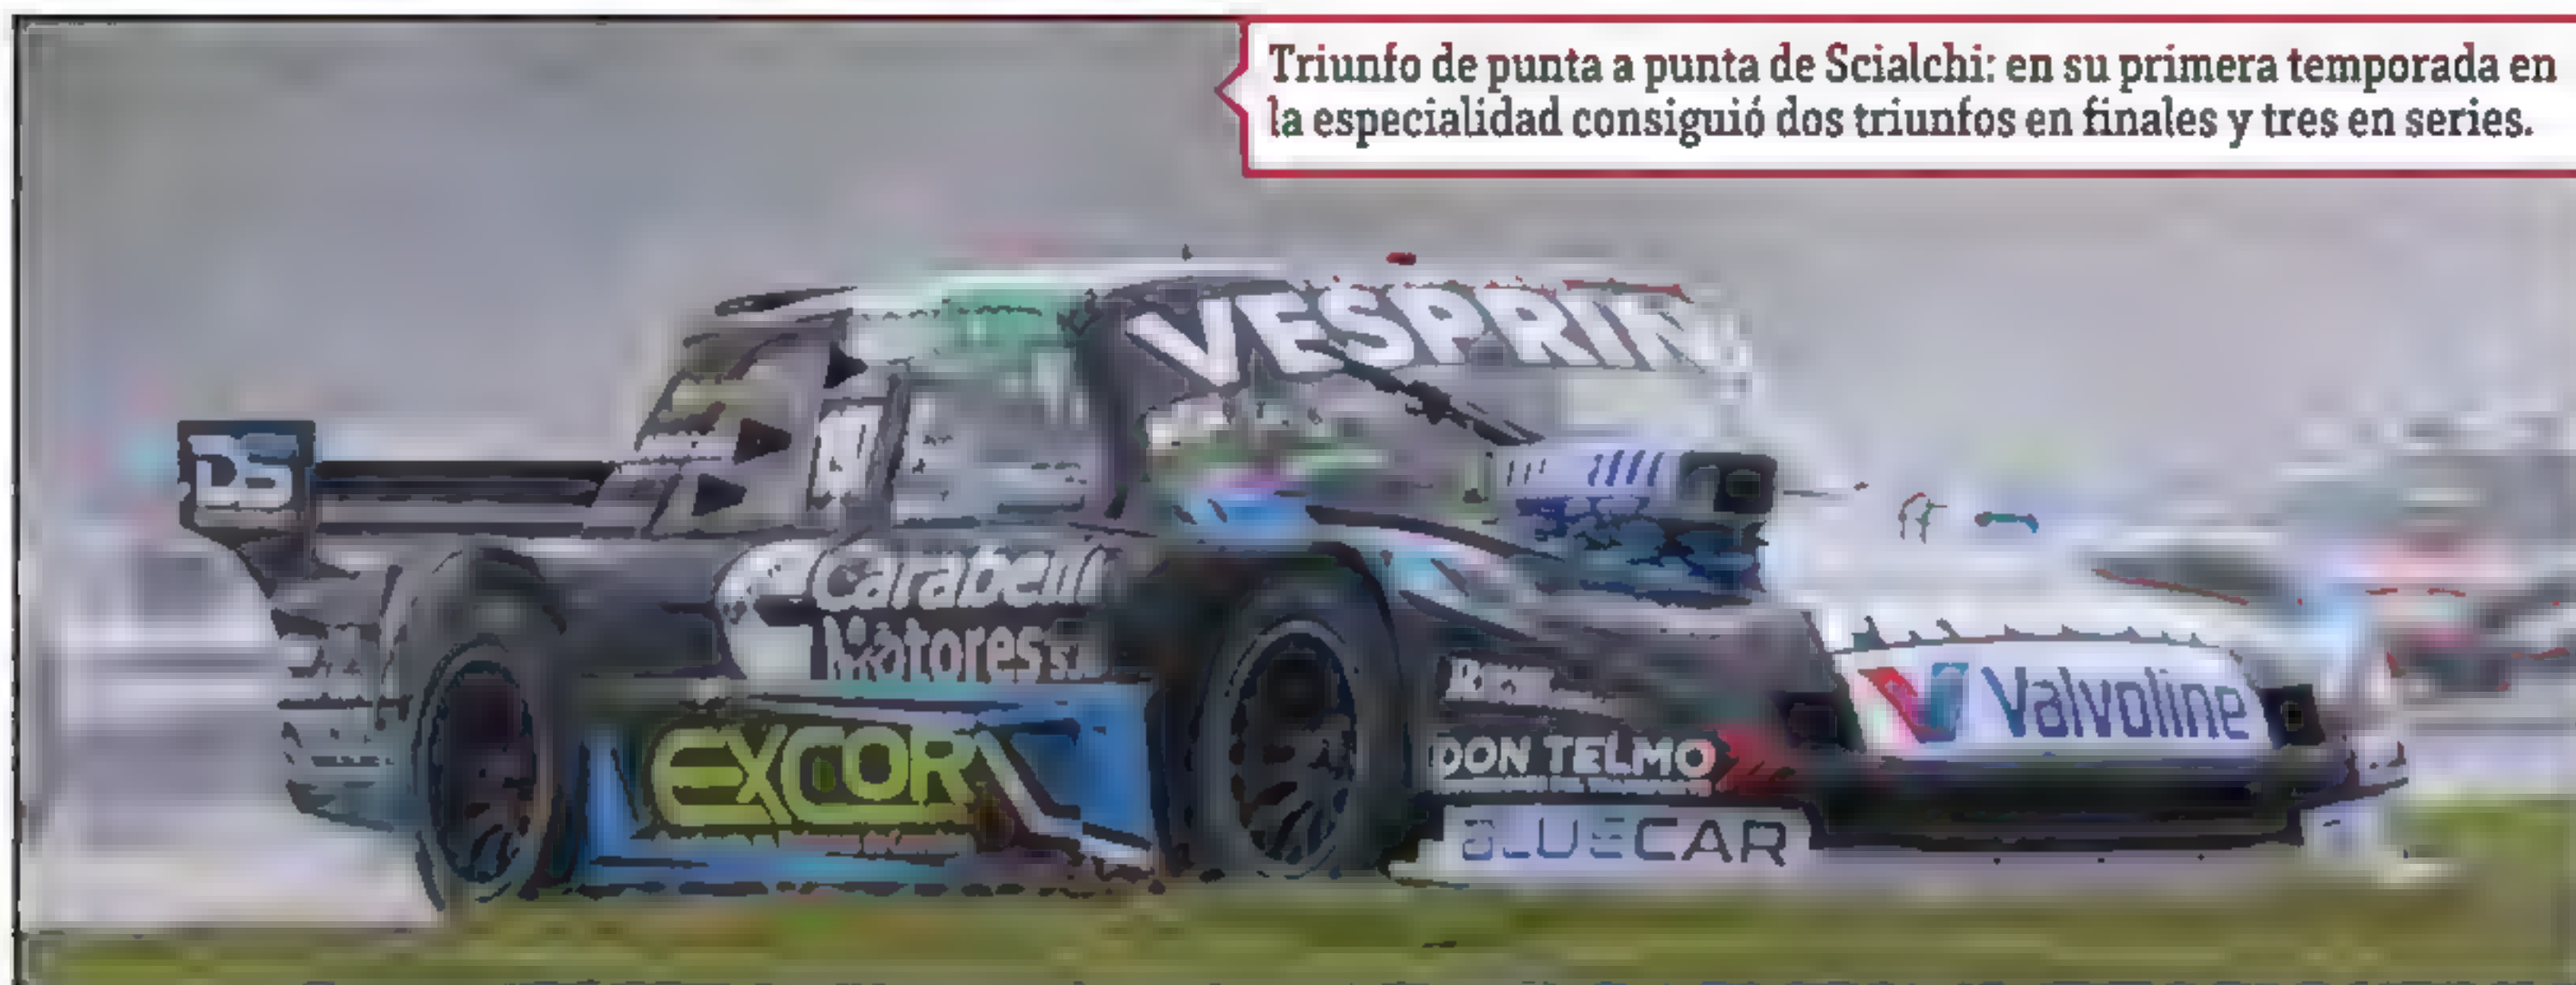 Triunfo de punta a punta de Scialchi: en su primera temporada en
la especialidad consiguió dos triunfos en finales y tres en series.
VESPRIN
DS
Motores
EXCOR
Valvoline
DON TELMO
BLUECAR